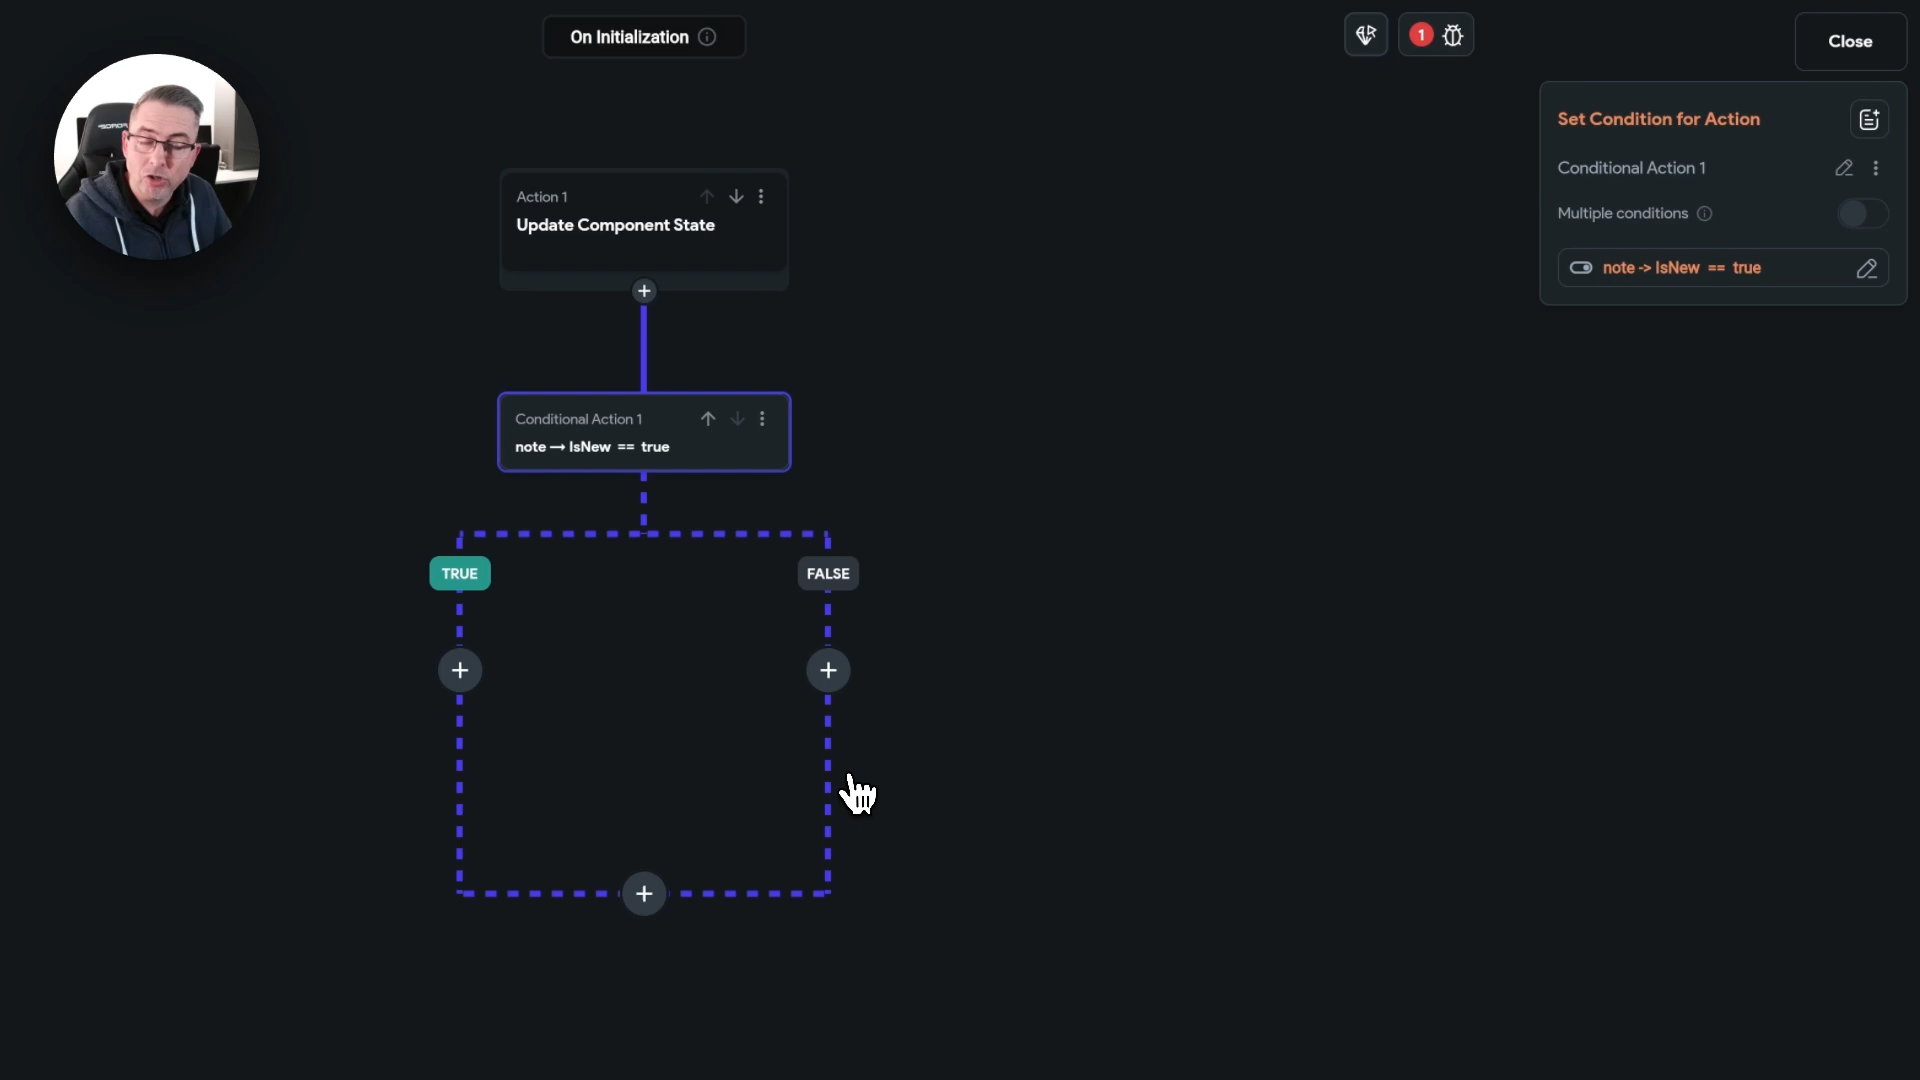 On Initialization
1
Close
Set Condition for Action
Conditional Action 1
Multiple conditions
note -> IsNew == true
Action 1
Update Component State
Conditional Action 1
note → IsNew == true
TRUE
FALSE